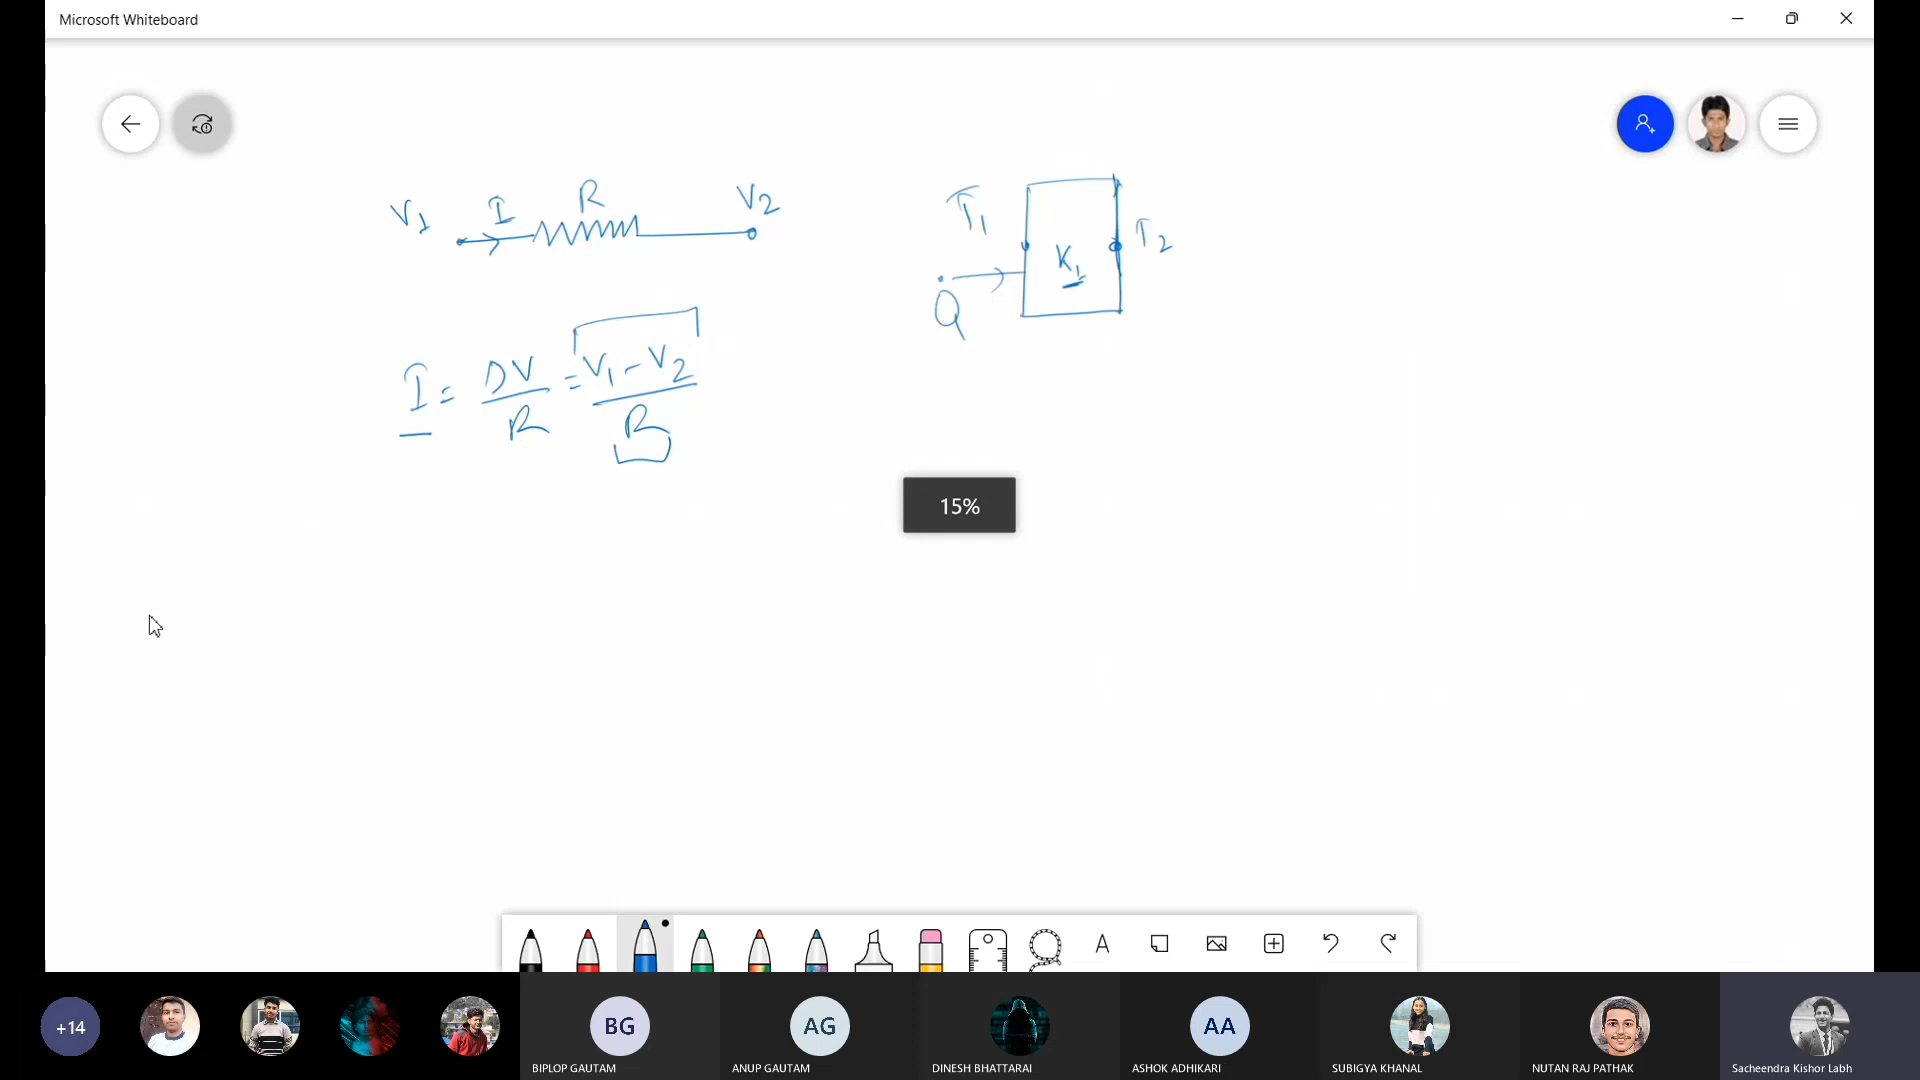 Microsoft Whiteboard
V1 I R V2
T1 K1 T2
Q
I = DV/R = V1 - V2/R
15%
A
+14
BG
AG
AA
BIPLOP GAUTAM
ANUP GAUTAM
DINESH BHATTARAI
ASHOK ADHIKARI
SUBIGYA KHANAL
NUTAN RAJ PATHAK
Sacheendra Kishor Labh